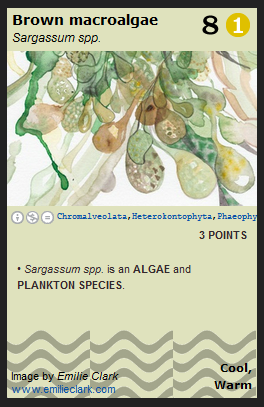 Brown macroalgae 8 1
Sargassum spp.
Chromalveolata,Heterokontophyta,Phaeophy
3 POINTS
• Sargassum spp. is an ALGAE and
PLANKTON SPECIES.
Image by Emilie Clark
www.emilieclark.com
Cool,
Warm